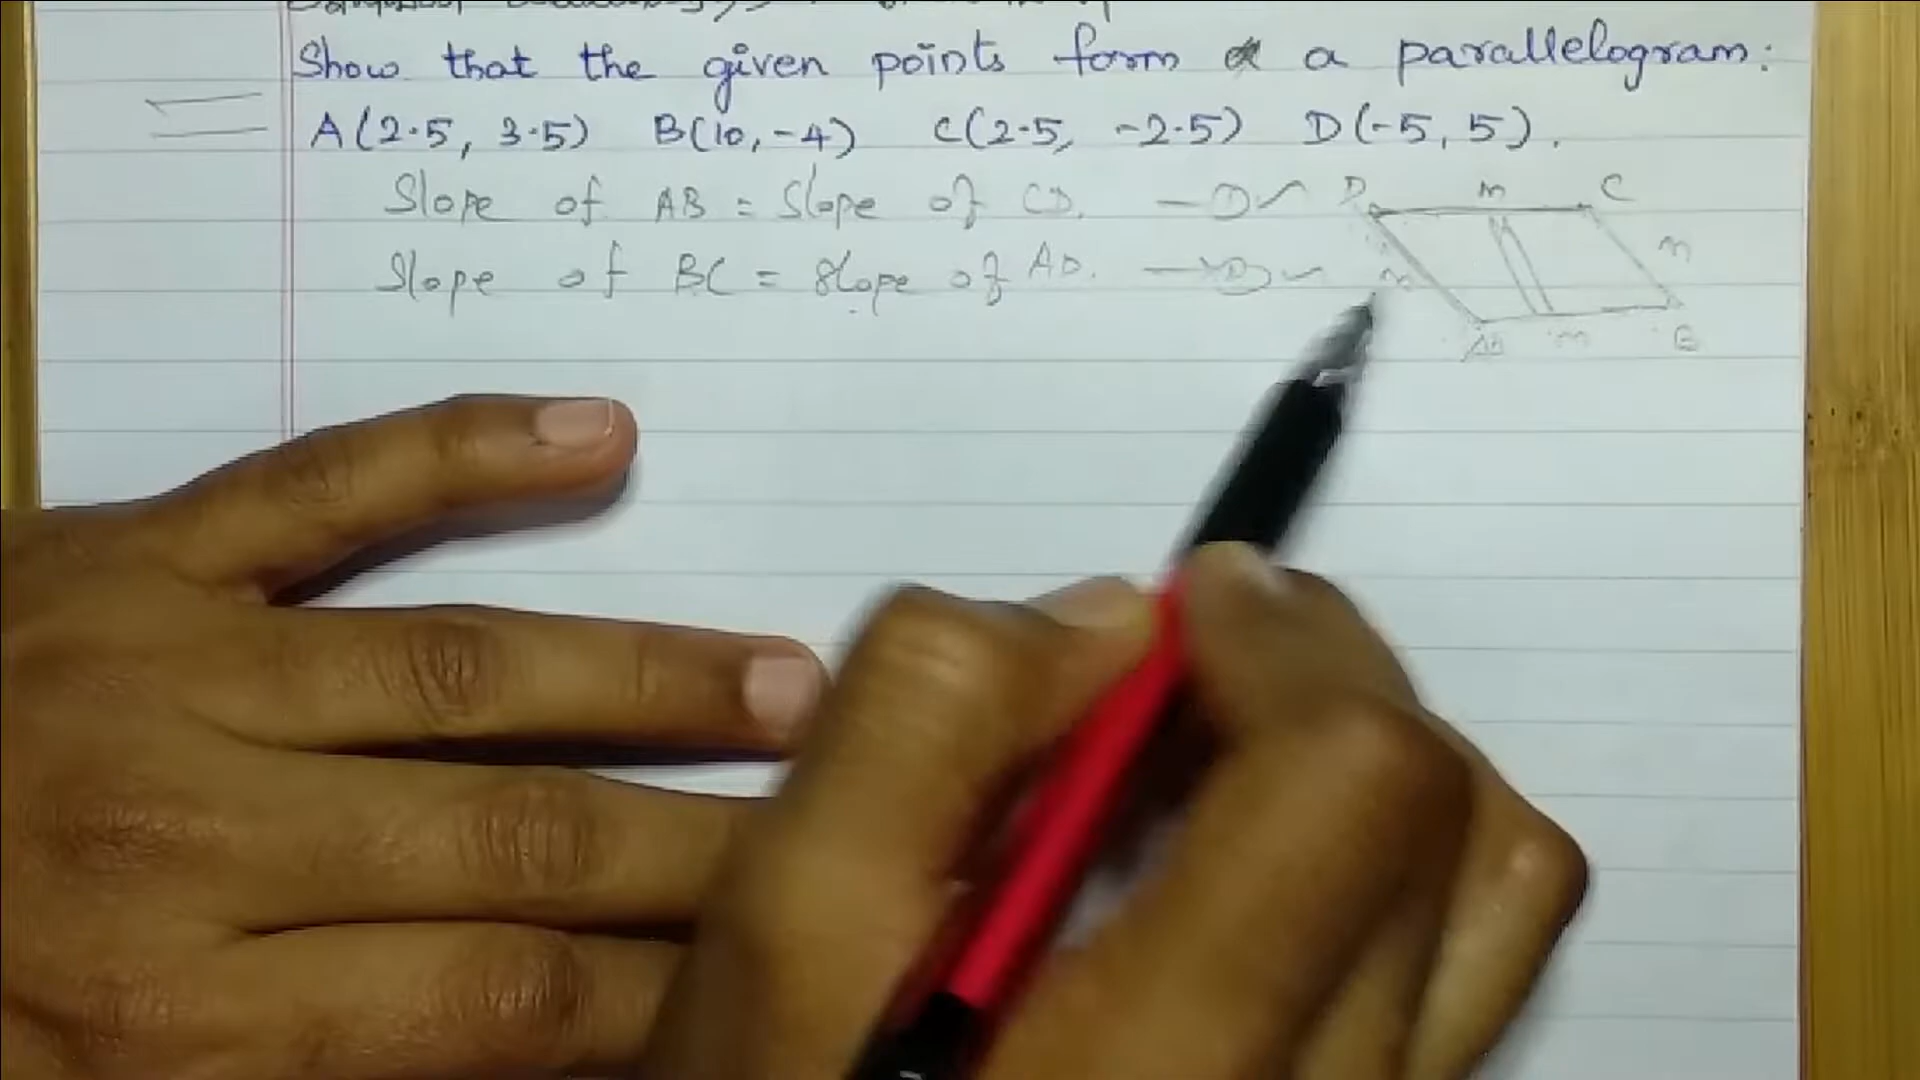 Show that the given points form a parallelogram:
A(2.5, 3.5) B(10, -4) C(2.5, -2.5) D(-5, 5).
Slope of AB = Slope of CD. — ①
Slope of BC = Slope of AD. — ②
D m C
m n
A m B